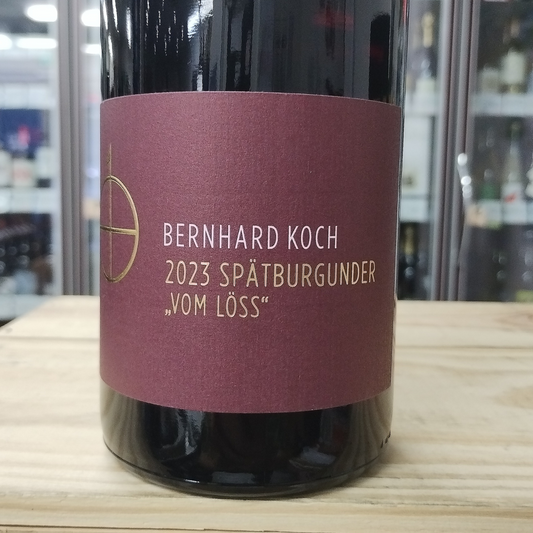 BERNHARD KOCH
2023 SPÄTBURGUNDER
„VOM LÖSS“